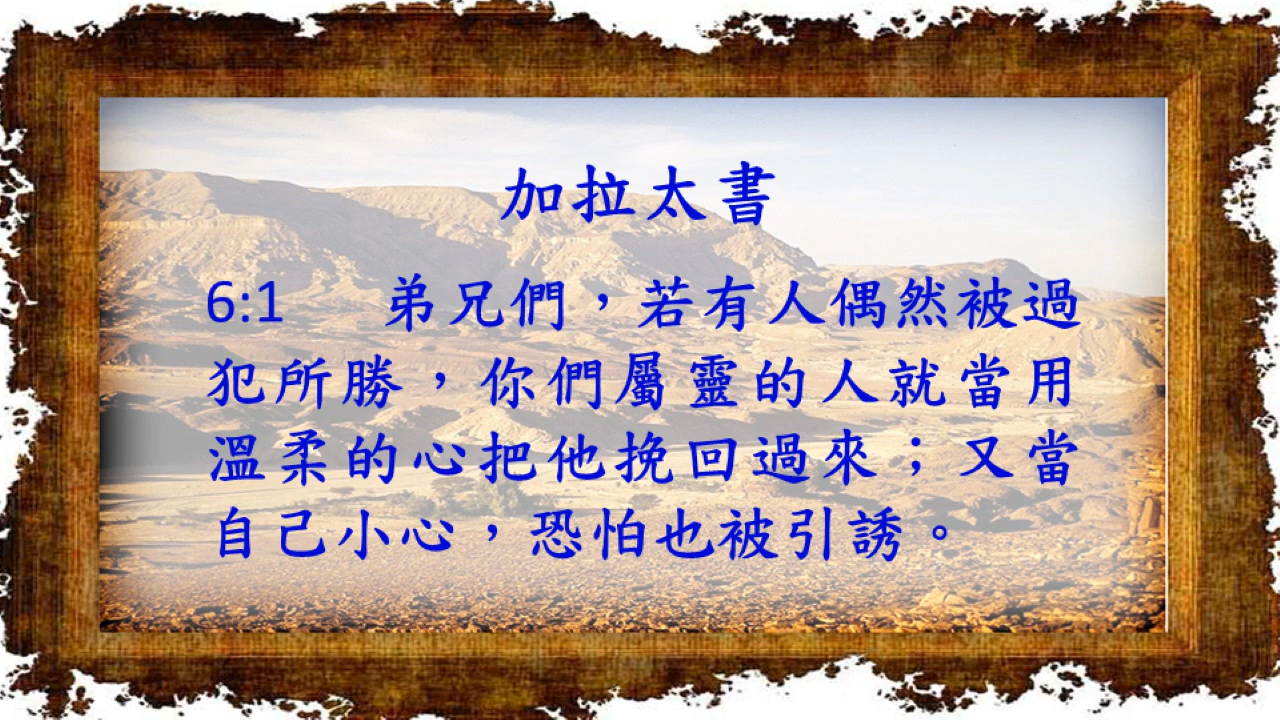 加拉太書
6:1 弟兄們，若有人偶然被過
犯所勝，你們屬靈的人就當用
溫柔的心把他挽回過來；又當
自己小心，恐怕也被引誘。